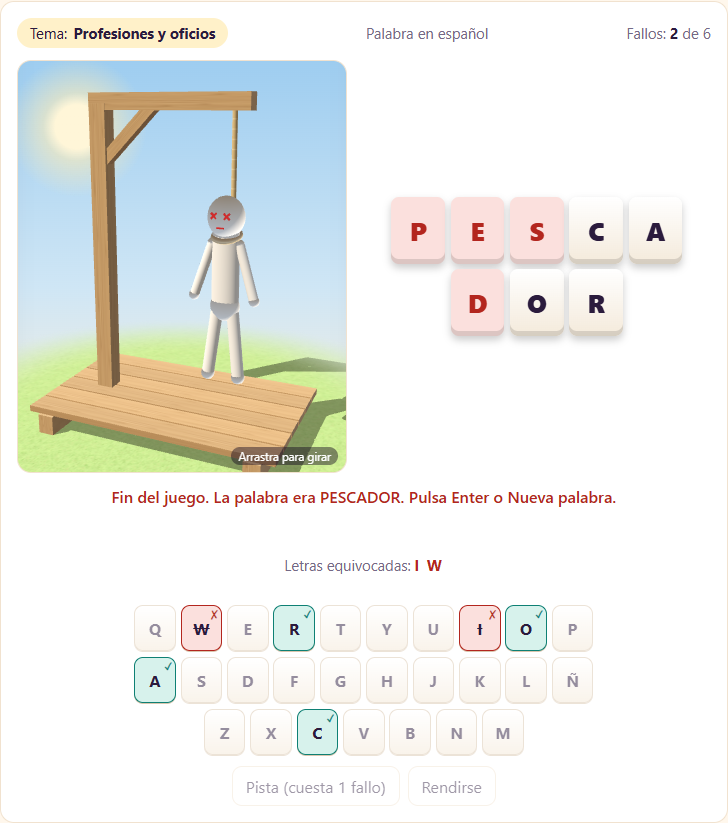 Tema: Profesiones y oficios
Palabra en español
Fallos: 2 de 6
P E S C A
D O R
Arrastra para girar
Fin del juego. La palabra era PESCADOR. Pulsa Enter o Nueva palabra.
Letras equivocadas: I W
Q W ✗ E R ✓ T Y U I ✗ O ✓ P
A ✓ S D F G H J K L Ñ
Z X C ✓ V B N M
Pista (cuesta 1 fallo) Rendirse